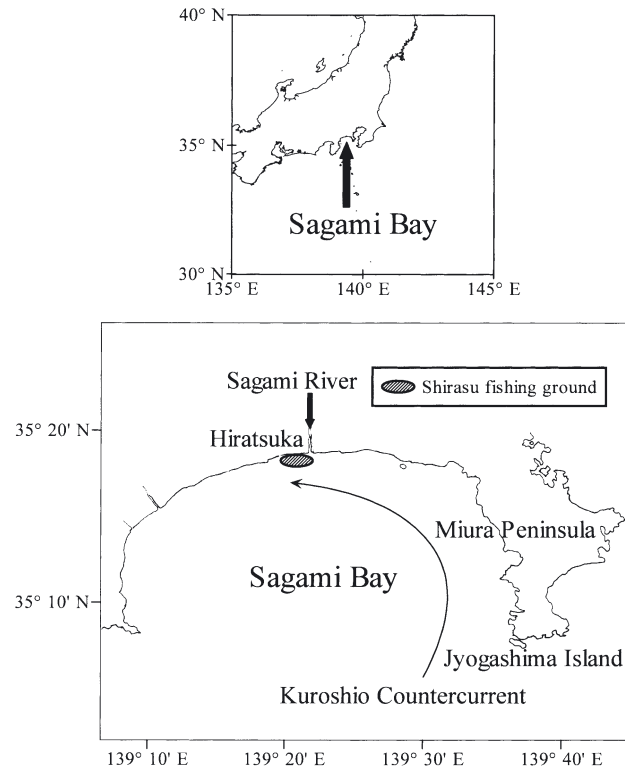 40° N
35° N
Sagami Bay
30° N
135° E
140° E
145° E
Sagami River
Shirasu fishing ground
35° 20' N
Hiratsuka
Miura Peninsula
Sagami Bay
35° 10' N
Jyogashima Island
Kuroshio Countercurrent
139° 10' E
139° 20' E
139° 30' E
139° 40' E